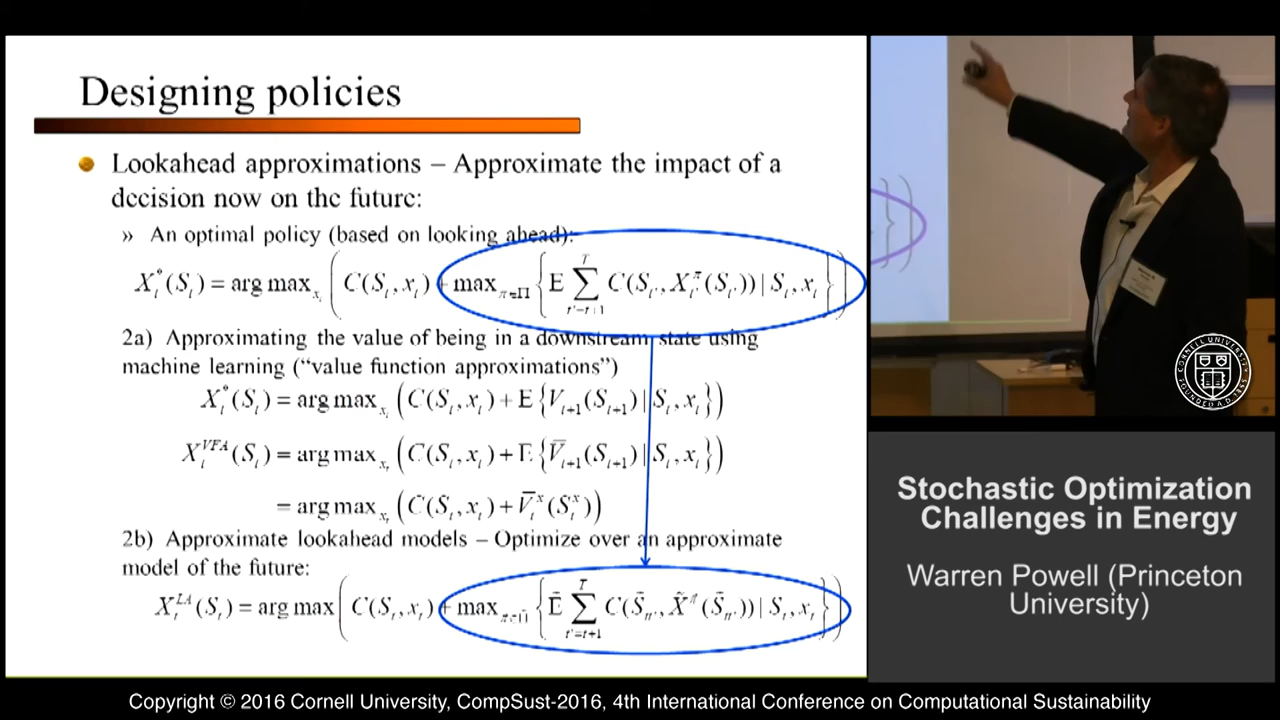 Designing policies
Lookahead approximations – Approximate the impact of a
decision now on the future:
» An optimal policy (based on looking ahead):
X*_t(S_t) = arg max_{x_t} ( C(S_t, x_t) + max_{π∈Π} { E ∑_{t'=t+1}^{T} C(S_{t'}, X^π_{t'}(S_{t'})) | S_t, x_t } )
2a) Approximating the value of being in a downstream state using
machine learning (“value function approximations”)
X*_t(S_t) = arg max_{x_t} ( C(S_t, x_t) + E { V_{t+1}(S_{t+1}) | S_t, x_t } )
X^{VFA}_t(S_t) = arg max_{x_t} ( C(S_t, x_t) + E { V̄_{t+1}(S_{t+1}) | S_t, x_t } )
= arg max_{x_t} ( C(S_t, x_t) + V̄^x_t(S^x_t) )
2b) Approximate lookahead models – Optimize over an approximate
model of the future:
X^{LA}_t(S_t) = arg max ( C(S_t, x_t) + max_{π∈Π̃} { Ẽ ∑_{t'=t+1}^{T} C(S̃_{tt'}, X̃^π(S̃_{tt'})) | S_t, x_t } )
CORNELL UNIVERSITY
FOUNDED A.D. 1865
Stochastic Optimization
Challenges in Energy
Warren Powell (Princeton
University)
Copyright © 2016 Cornell University, CompSust-2016, 4th International Conference on Computational Sustainability